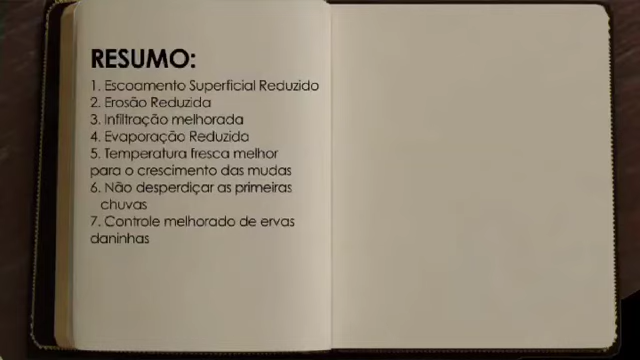 RESUMO:
1. Escoamento Superficial Reduzido
2. Erosão Reduzida
3. Infiltração melhorada
4. Evaporação Reduzida
5. Temperatura fresca melhor
para o crescimento das mudas
6. Não desperdiçar as primeiras
chuvas
7. Controle melhorado de ervas
daninhas